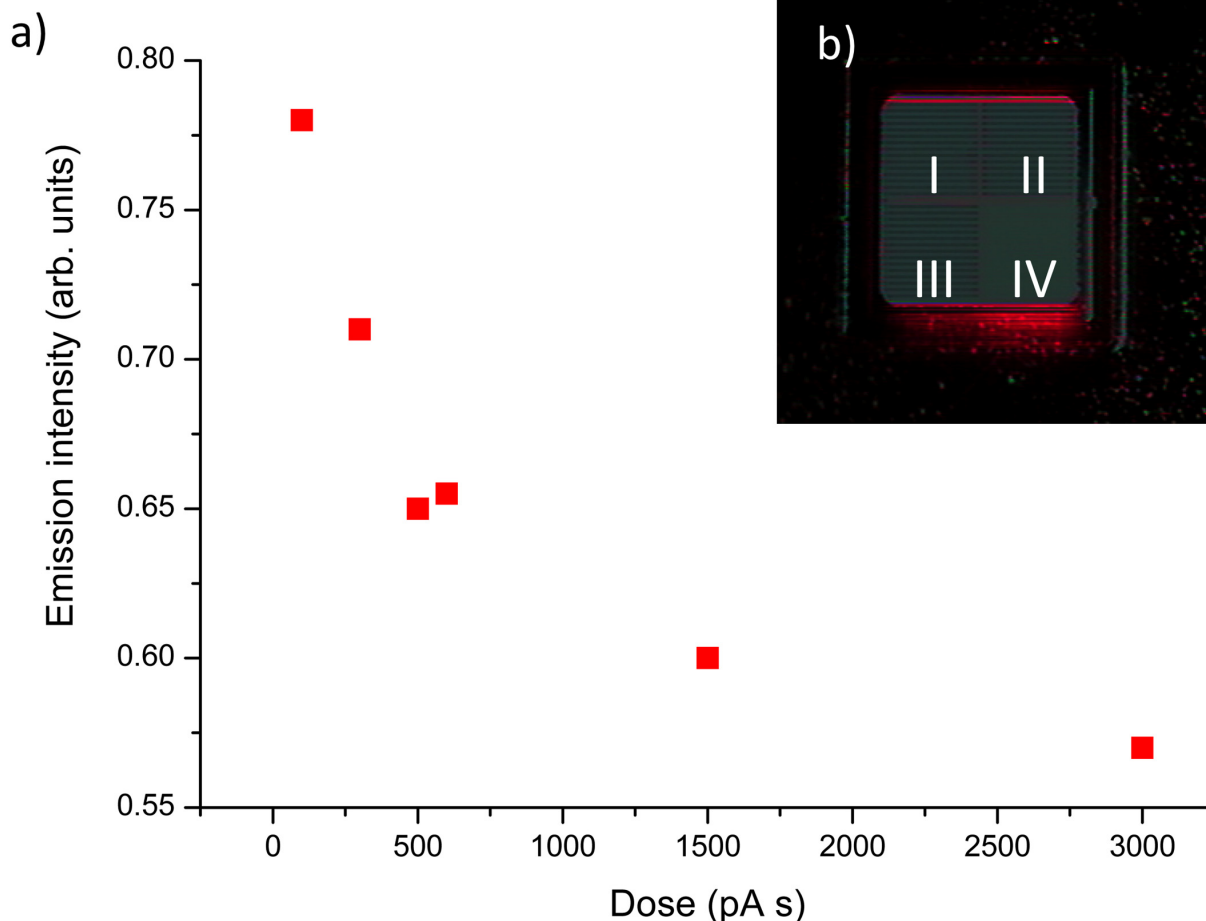 a)
b)
0.80
0.75
0.70
0.65
0.60
0.55
Emission intensity (arb. units)
I II
III IV
0 500 1000 1500 2000 2500 3000
Dose (pA s)